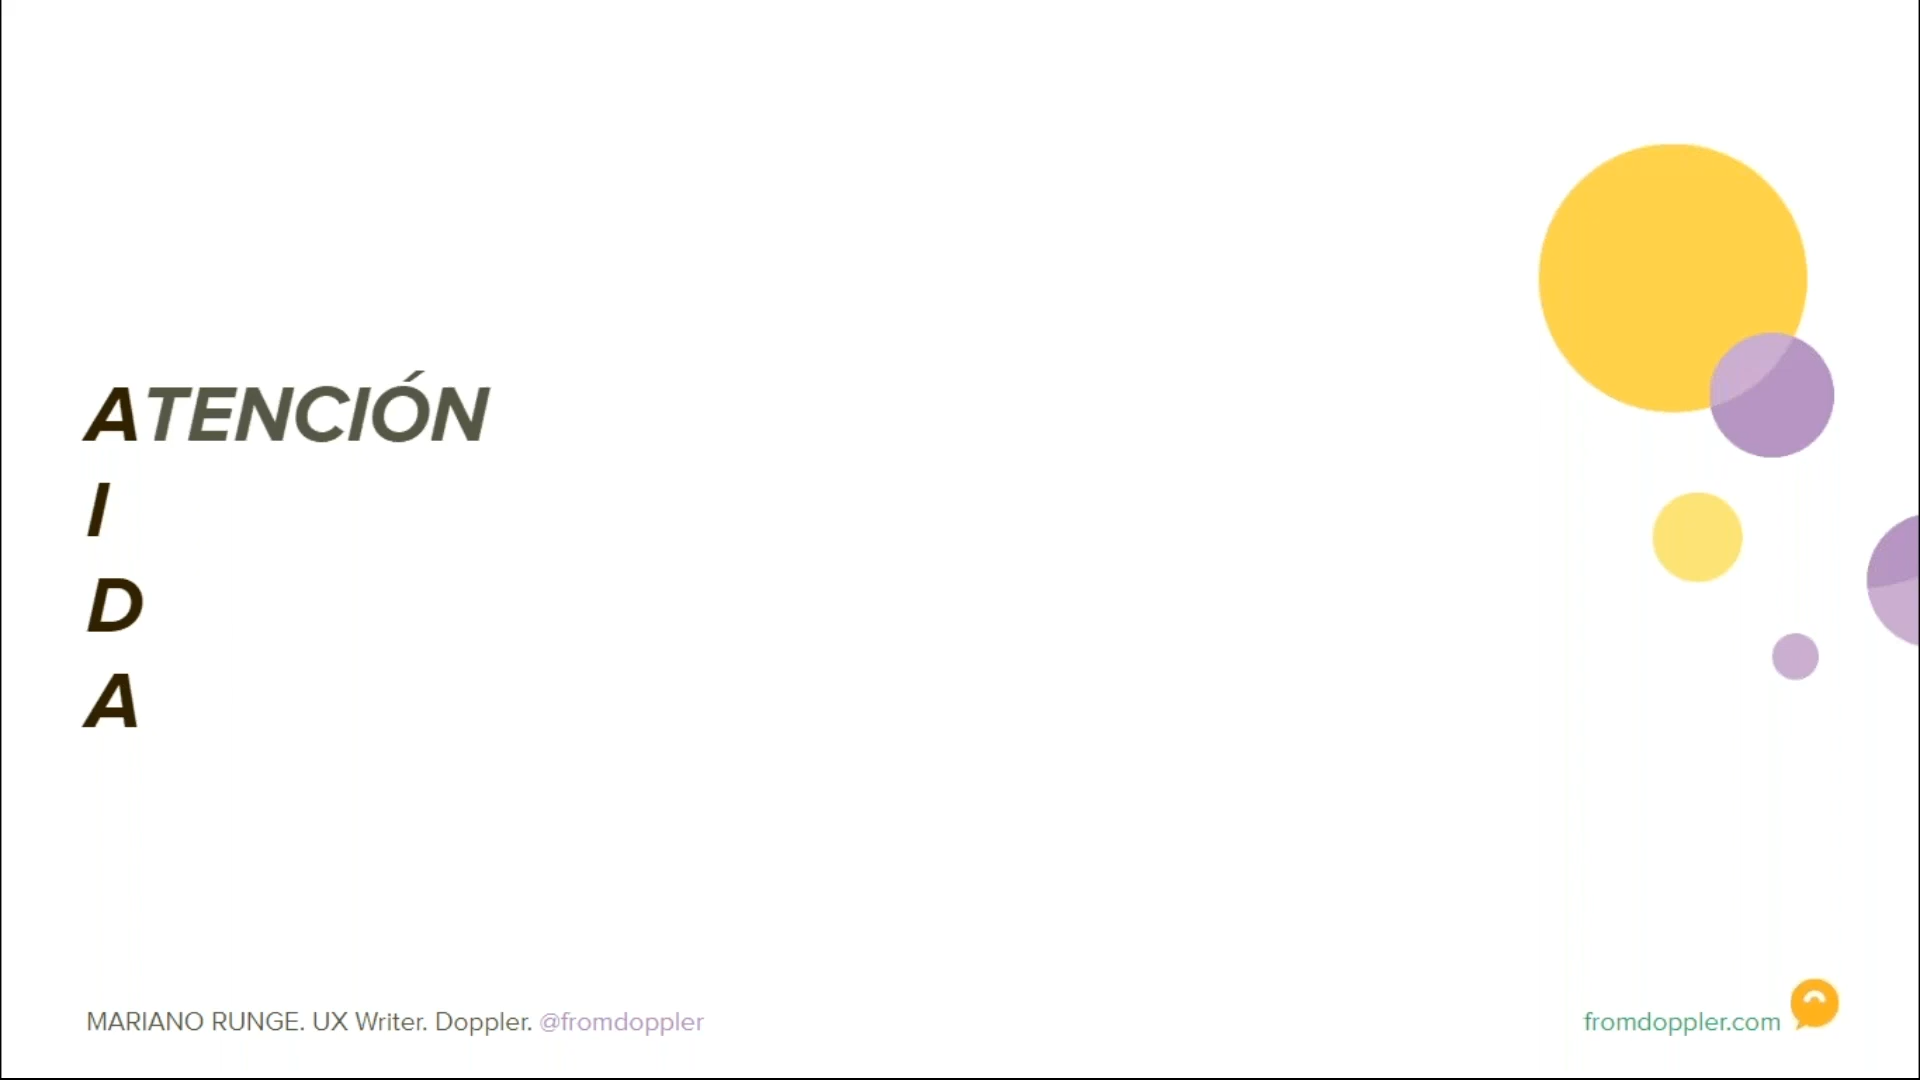 ATENCIÓN
I
D
A
MARIANO RUNGE. UX Writer. Doppler. @fromdoppler
fromdoppler.com